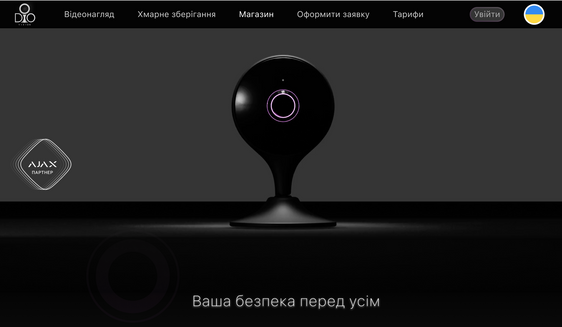 DIO
Відеонагляд
Хмарне зберігання
Магазин
Оформити заявку
Тарифи
Увійти
AJAX
ПАРТНЕР
Ваша безпека перед усім